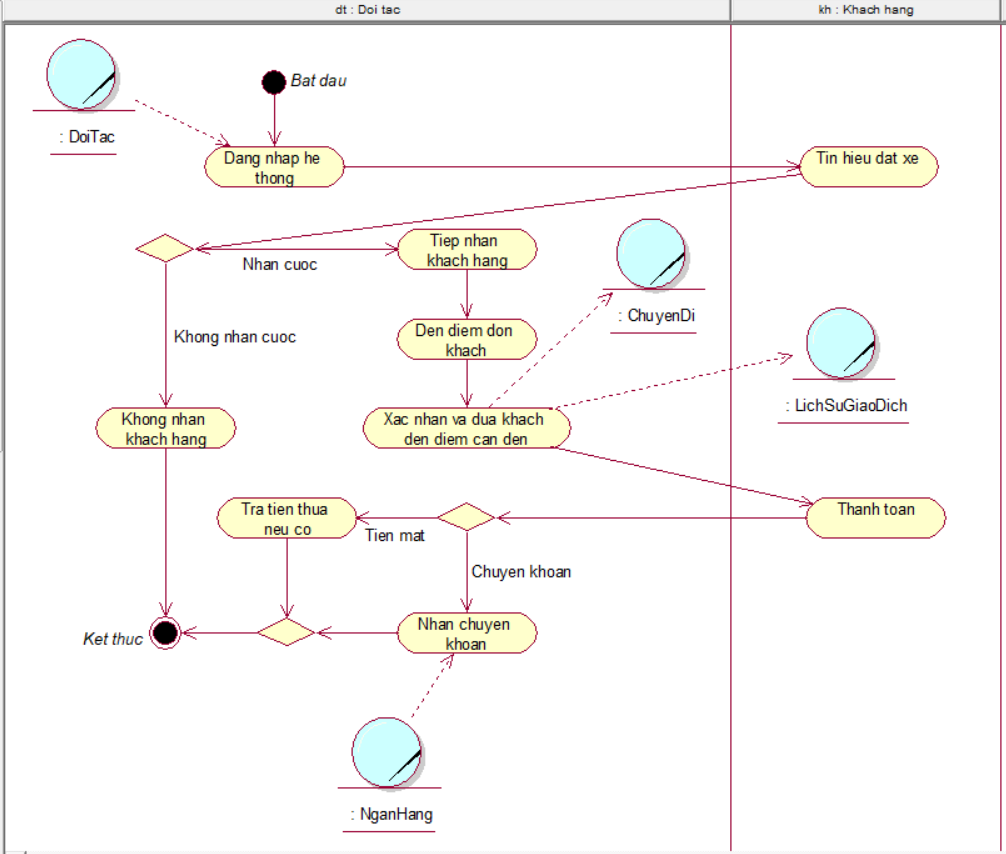 dt : Doi tac
kh : Khach hang
Bat dau
: DoiTac
Dang nhap he
thong
Tin hieu dat xe
Tiep nhan
khach hang
Nhan cuoc
: ChuyenDi
Khong nhan cuoc
Den diem don
khach
: LichSuGiaoDich
Khong nhan
khach hang
Xac nhan va dua khach
den diem can den
Tra tien thua
neu co
Tien mat
Thanh toan
Chuyen khoan
Ket thuc
Nhan chuyen
khoan
: NganHang